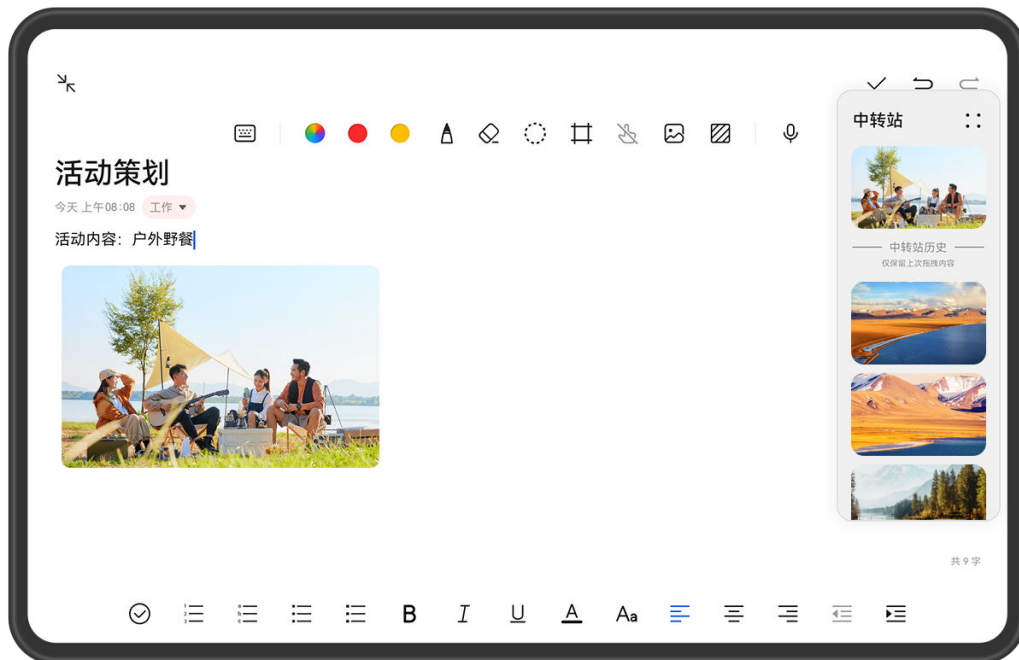 中转站
活动策划
今天 上午08:08 工作
活动内容：户外野餐
中转站历史
仅保留上次拖拽内容
共9字
B I U A Aa